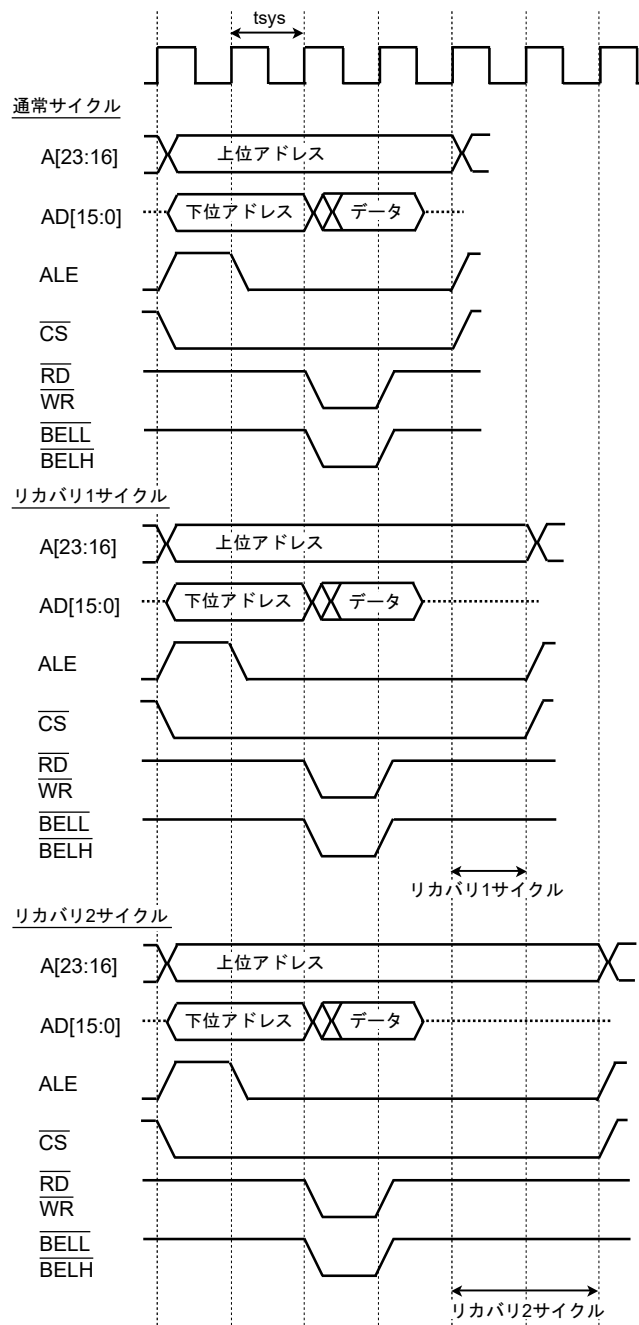 tsys
通常サイクル
A[23:16]
上位アドレス
AD[15:0]
下位アドレス
データ
ALE
CS
RD
WR
BELL
BELH
リカバリ1サイクル
A[23:16]
上位アドレス
AD[15:0]
下位アドレス
データ
ALE
CS
RD
WR
BELL
BELH
リカバリ1サイクル
リカバリ2サイクル
A[23:16]
上位アドレス
AD[15:0]
下位アドレス
データ
ALE
CS
RD
WR
BELL
BELH
リカバリ2サイクル